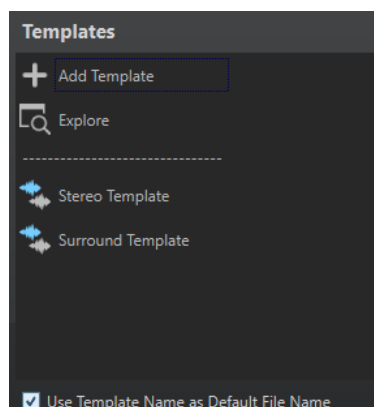 Templates
Add Template
Explore
--------------------------------
Stereo Template
Surround Template
Use Template Name as Default File Name